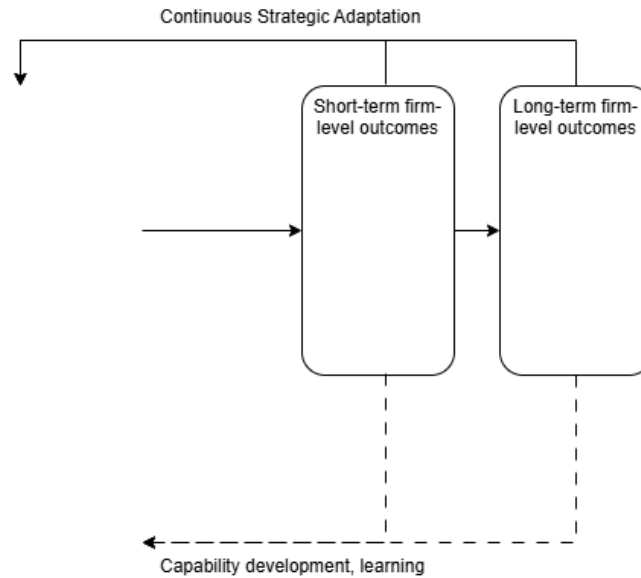 Continuous Strategic Adaptation
Short-term firm-
level outcomes
Long-term firm-
level outcomes
Capability development, learning